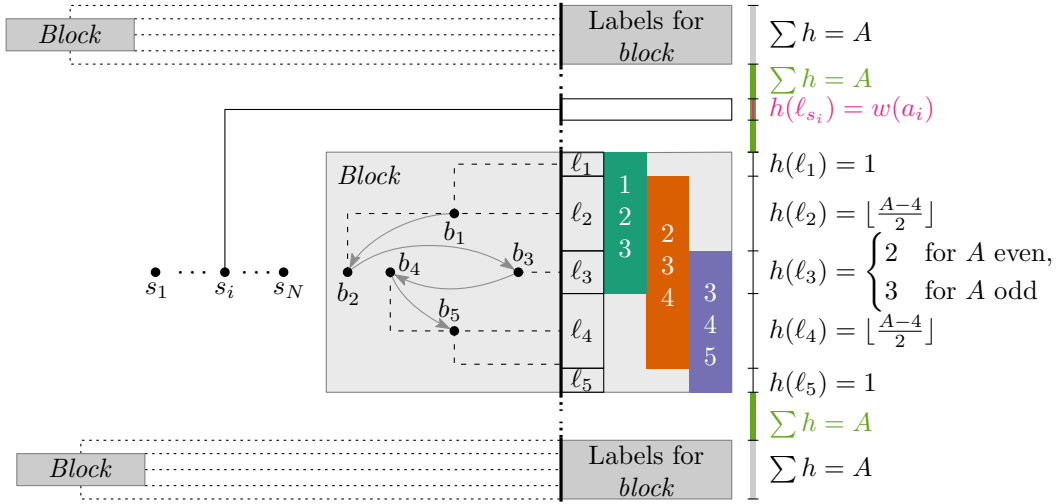 Block
Labels for
block
∑ h = A
∑ h = A
h(ℓ_{s_i}) = w(a_i)
Block
ℓ_1
1
2
3
h(ℓ_1) = 1
b_1
ℓ_2
2
3
4
h(ℓ_2) = ⌊(A−4)/2⌋
s_1 ... s_i ... s_N
b_2
b_4
b_3
ℓ_3
3
4
5
h(ℓ_3) = { 2 for A even,
3 for A odd
b_5
ℓ_4
h(ℓ_4) = ⌊(A−4)/2⌋
ℓ_5
h(ℓ_5) = 1
∑ h = A
Block
Labels for
block
∑ h = A